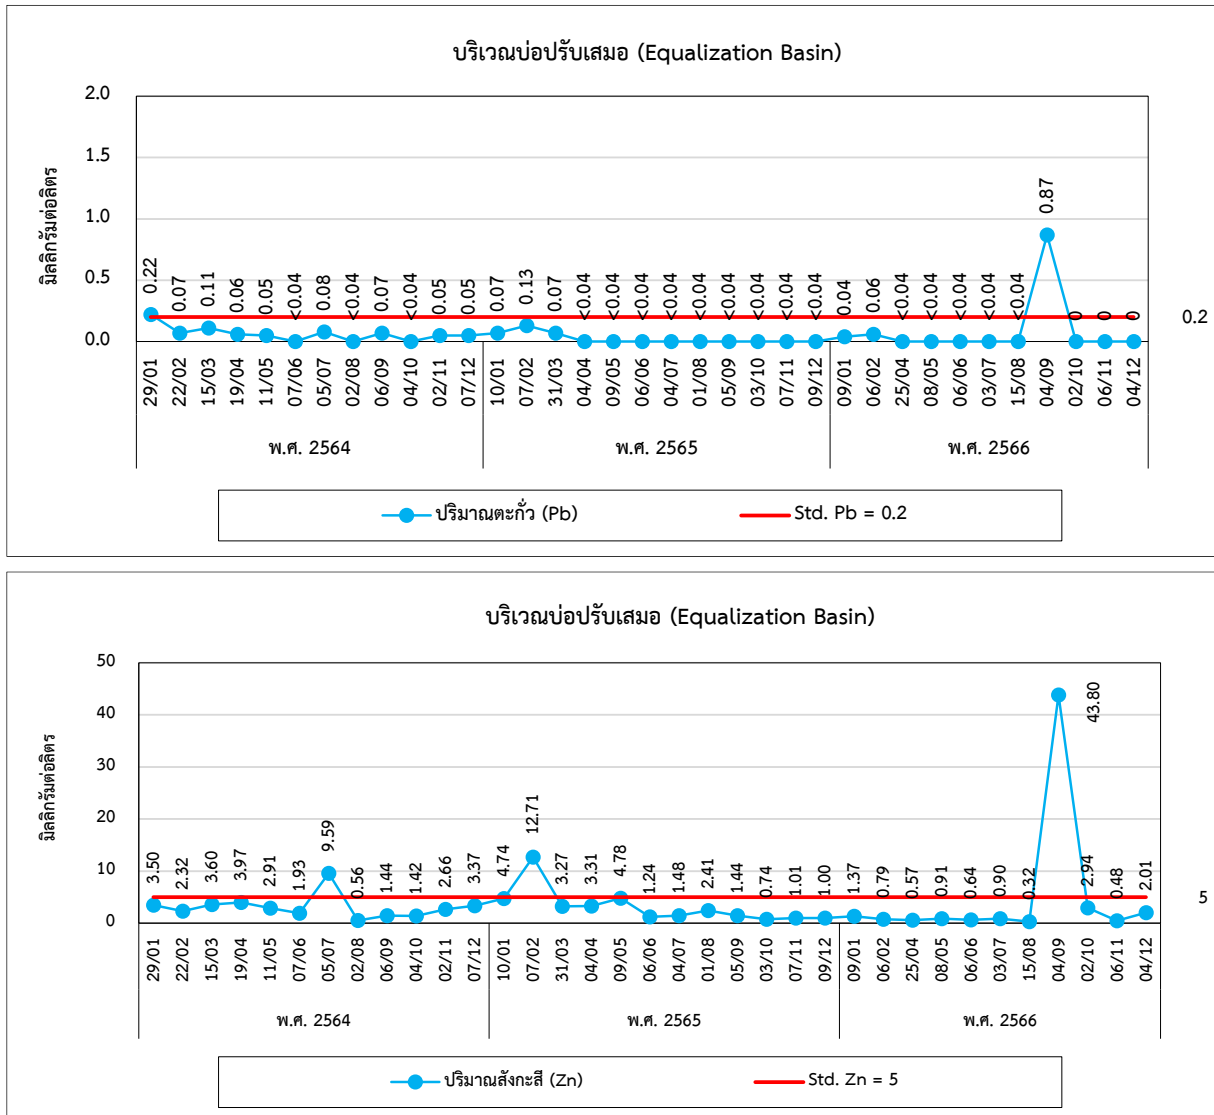 บริเวณบ่อปรับเสมอ (Equalization Basin)
มิลลิกรัมต่อลิตร
2.0
1.5
1.0
0.5
0.0
0.22 0.07 0.11 0.06 0.05 <0.04 0.08 <0.04 0.07 <0.04 0.05 0.05 0.07 0.13 0.07 <0.04 <0.04 <0.04 <0.04 <0.04 <0.04 <0.04 <0.04 <0.04 0.04 0.06 <0.04 <0.04 <0.04 <0.04 <0.04 0.87 0 0 0
0.2
29/01 22/02 15/03 19/04 11/05 07/06 05/07 02/08 06/09 04/10 02/11 07/12 10/01 07/02 31/03 04/04 09/05 06/06 04/07 01/08 05/09 03/10 07/11 09/12 09/01 06/02 25/04 08/05 06/06 03/07 15/08 04/09 02/10 06/11 04/12
พ.ศ. 2564 พ.ศ. 2565 พ.ศ. 2566
ปริมาณตะกั่ว (Pb) Std. Pb = 0.2
บริเวณบ่อปรับเสมอ (Equalization Basin)
มิลลิกรัมต่อลิตร
50
40
30
20
10
0
3.50 2.32 3.60 3.97 2.91 1.93 9.59 0.56 1.44 1.42 2.66 3.37 4.74 12.71 3.27 3.31 4.78 1.24 1.48 2.41 1.44 0.74 1.01 1.00 1.37 0.79 0.57 0.91 0.64 0.90 0.32 43.80 2.94 0.48 2.01
5
29/01 22/02 15/03 19/04 11/05 07/06 05/07 02/08 06/09 04/10 02/11 07/12 10/01 07/02 31/03 04/04 09/05 06/06 04/07 01/08 05/09 03/10 07/11 09/12 09/01 06/02 25/04 08/05 06/06 03/07 15/08 04/09 02/10 06/11 04/12
พ.ศ. 2564 พ.ศ. 2565 พ.ศ. 2566
ปริมาณสังกะสี (Zn) Std. Zn = 5